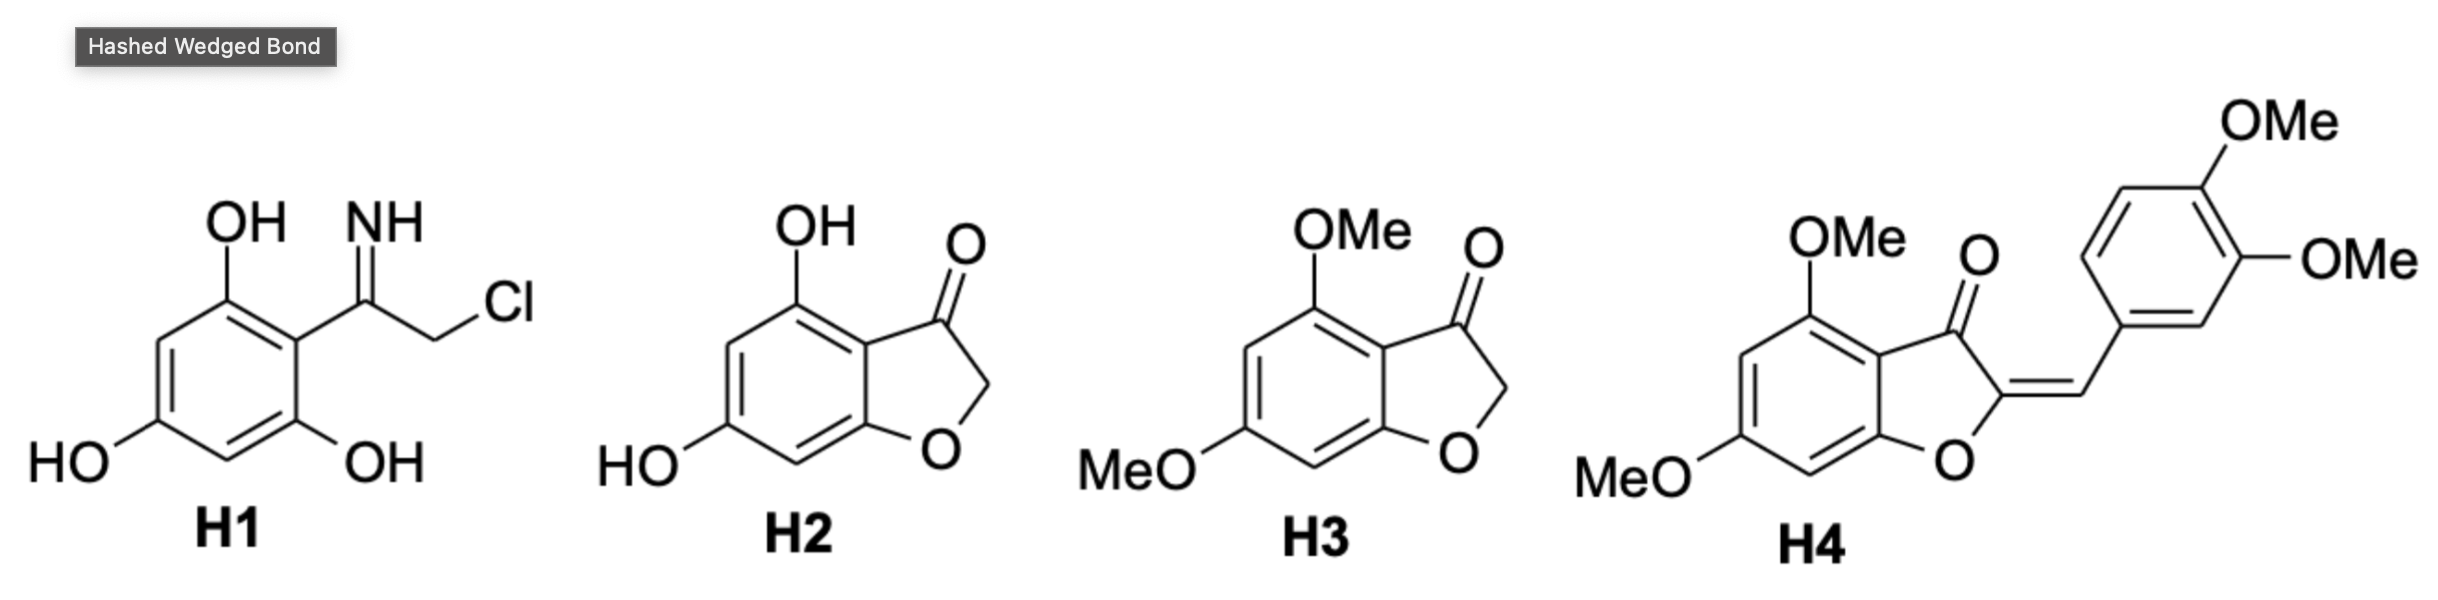 Hashed Wedged Bond
OH
NH
Cl
HO
OH
H1
OH
O
HO
O
H2
OMe
O
MeO
O
H3
OMe
OMe
OMe
O
MeO
O
H4